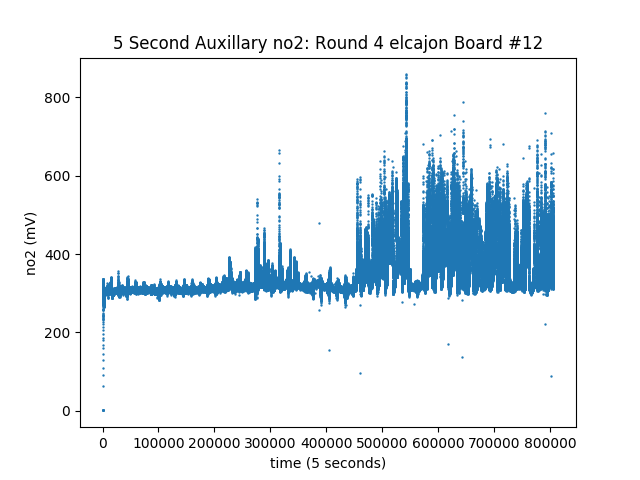 5 Second Auxillary no2: Round 4 elcajon Board #12
no2 (mV)
800
600
400
200
0
0 100000 200000 300000 400000 500000 600000 700000 800000
time (5 seconds)